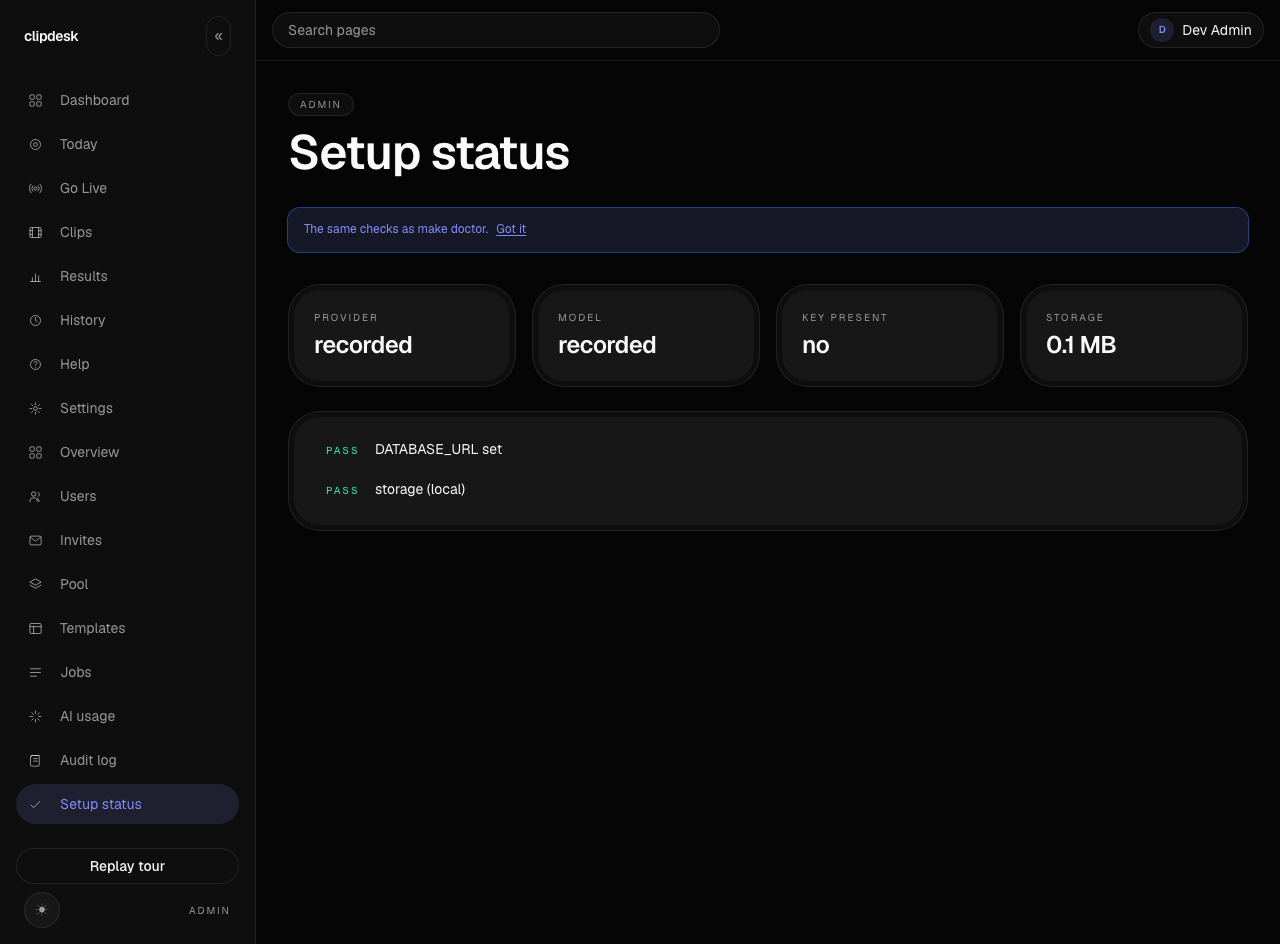 clipdesk
«
Search pages
D
Dev Admin
Dashboard
Today
Go Live
Clips
Results
History
Help
Settings
Overview
Users
Invites
Pool
Templates
Jobs
AI usage
Audit log
Setup status
Replay tour
ADMIN
ADMIN
Setup status
The same checks as make doctor. Got it
PROVIDER
recorded
MODEL
recorded
KEY PRESENT
no
STORAGE
0.1 MB
PASS DATABASE_URL set
PASS storage (local)